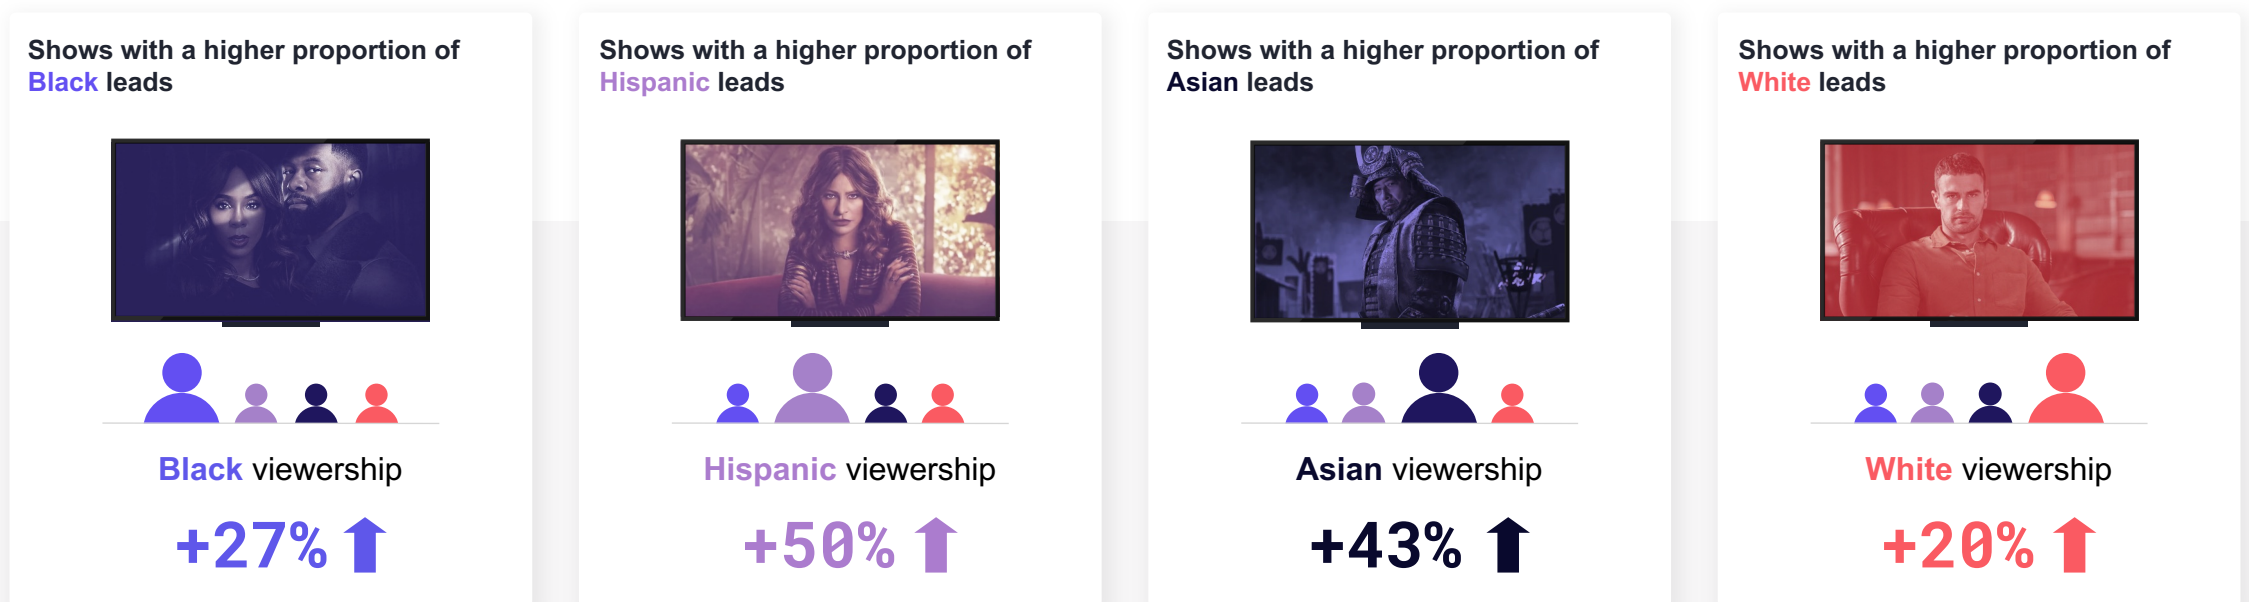 Shows with a higher proportion of
Black leads
Black viewership
+27%
Shows with a higher proportion of
Hispanic leads
Hispanic viewership
+50%
Shows with a higher proportion of
Asian leads
Asian viewership
+43%
Shows with a higher proportion of
White leads
White viewership
+20%